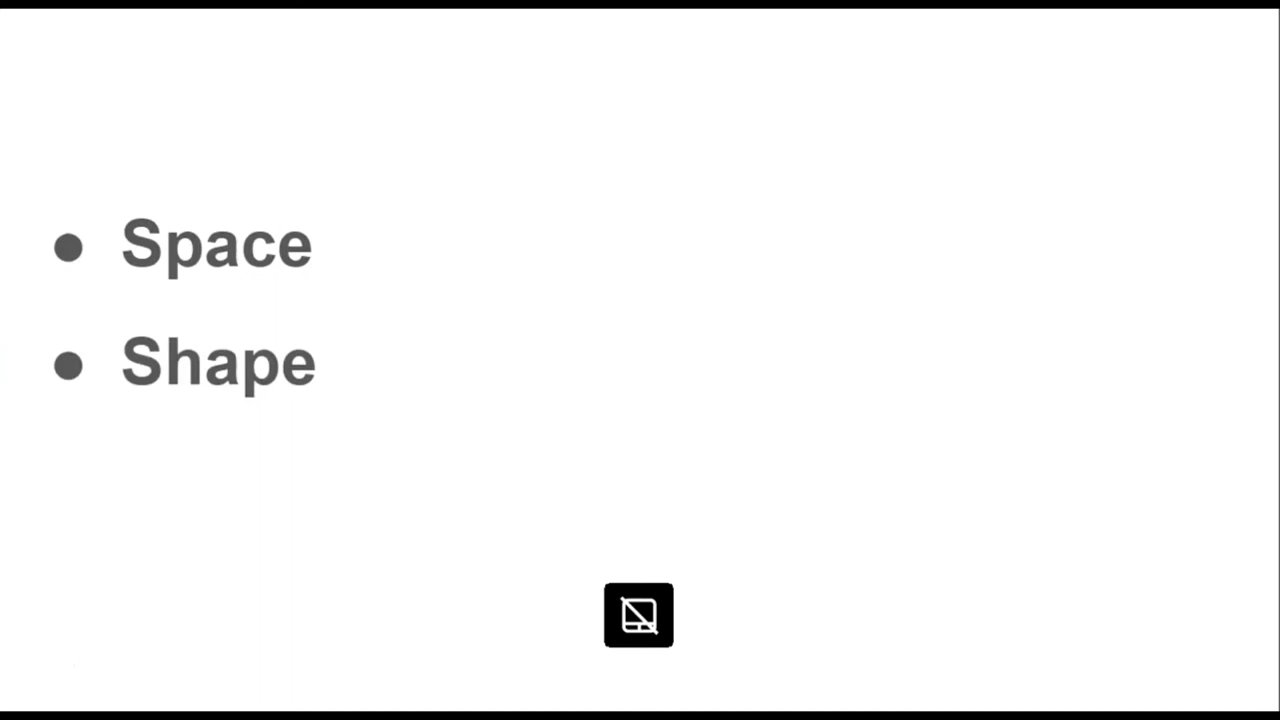 ● Space
● Shape